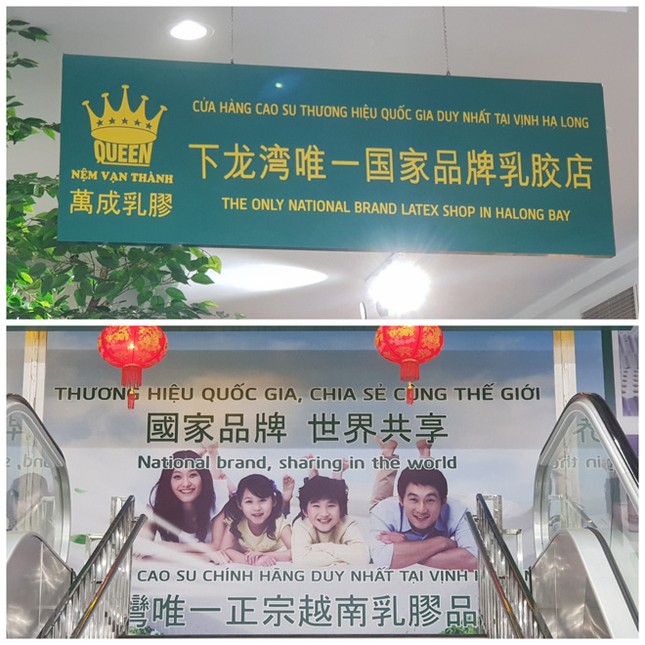 CỬA HÀNG CAO SU THƯƠNG HIỆU QUỐC GIA DUY NHẤT TẠI VỊNH HẠ LONG
QUEEN
NỆM VẠN THÀNH
萬成乳膠
下龙湾唯一国家品牌乳胶店
THE ONLY NATIONAL BRAND LATEX SHOP IN HALONG BAY
THƯƠNG HIỆU QUỐC GIA, CHIA SẺ CÙNG THẾ GIỚI
國家品牌 世界共享
National brand, sharing in the world
CAO SU CHÍNH HÃNG DUY NHẤT TẠI VỊNH
灣唯一正宗越南乳膠品